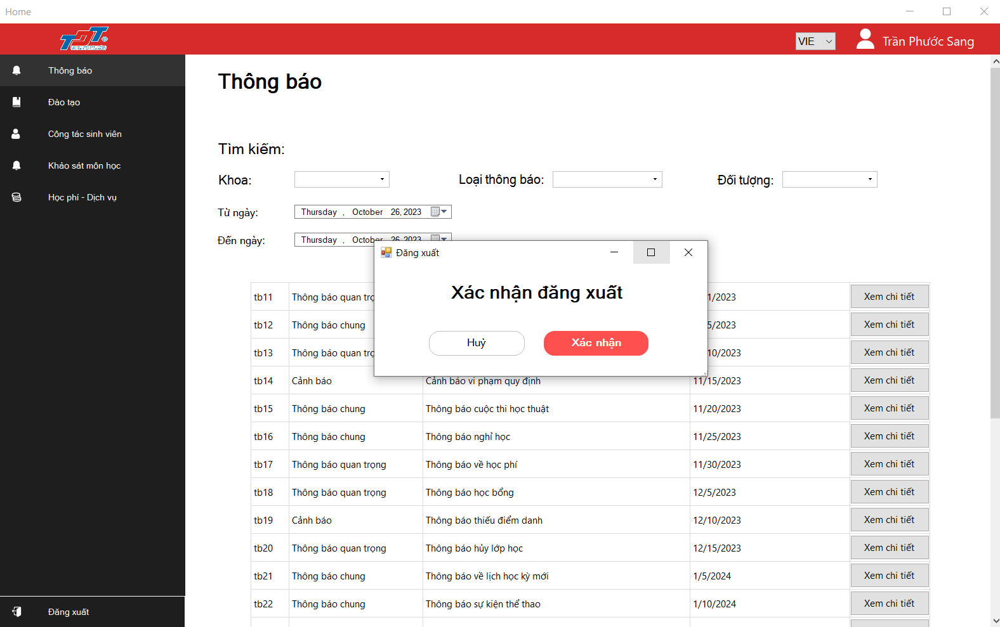 Home
TDT
VIE
Trần Phước Sang
Thông báo
Đào tạo
Công tác sinh viên
Khảo sát môn học
Học phí - Dịch vụ
Đăng xuất
Thông báo
Tìm kiếm:
Khoa:
Loại thông báo:
Đối tượng:
Từ ngày:
Thursday , October 26, 2023
Đến ngày:
Thursday , October 26, 2023
Đăng xuất
Xác nhận đăng xuất
Huỷ
Xác nhận
tb11 Thông báo quan trọ 1/2023 Xem chi tiết
tb12 Thông báo chung 5/2023 Xem chi tiết
tb13 Thông báo quan trọ 10/2023 Xem chi tiết
tb14 Cảnh báo Cảnh báo vi phạm quy định 11/15/2023 Xem chi tiết
tb15 Thông báo chung Thông báo cuộc thi học thuật 11/20/2023 Xem chi tiết
tb16 Thông báo chung Thông báo nghỉ học 11/25/2023 Xem chi tiết
tb17 Thông báo quan trọng Thông báo về học phí 11/30/2023 Xem chi tiết
tb18 Thông báo quan trọng Thông báo học bổng 12/5/2023 Xem chi tiết
tb19 Cảnh báo Thông báo thiếu điểm danh 12/10/2023 Xem chi tiết
tb20 Thông báo quan trọng Thông báo hủy lớp học 12/15/2023 Xem chi tiết
tb21 Thông báo chung Thông báo về lịch học kỳ mới 1/5/2024 Xem chi tiết
tb22 Thông báo chung Thông báo sự kiện thể thao 1/10/2024 Xem chi tiết